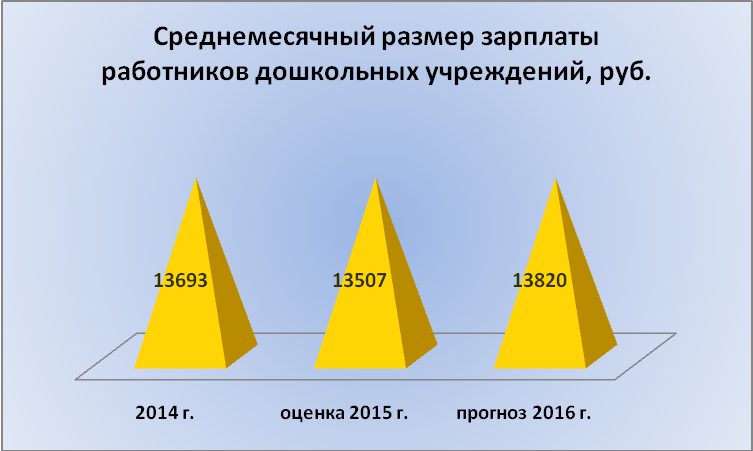 Среднемесячный размер зарплаты
работников дошкольных учреждений, руб.
13693 13507 13820
2014 г. оценка 2015 г. прогноз 2016 г.